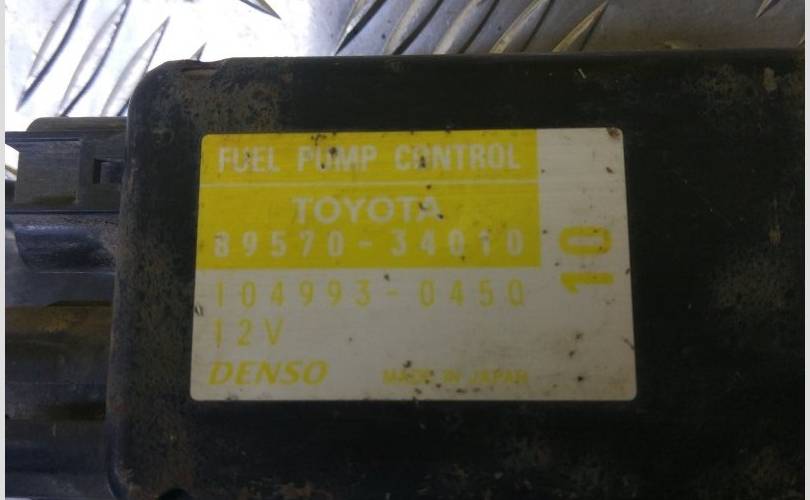 FUEL PUMP CONTROL
TOYOTA
89570-34010
104993-0450
12V
DENSO MADE IN JAPAN
10